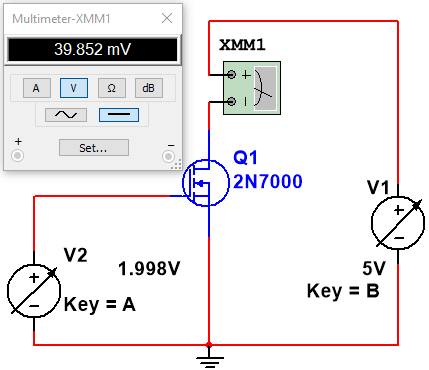 Multimeter-XMM1
39.852 mV
A V Ω dB
+ Set... −
XMM1
+
Q1
2N7000
V1
5V
Key = B
V2
1.998V
Key = A